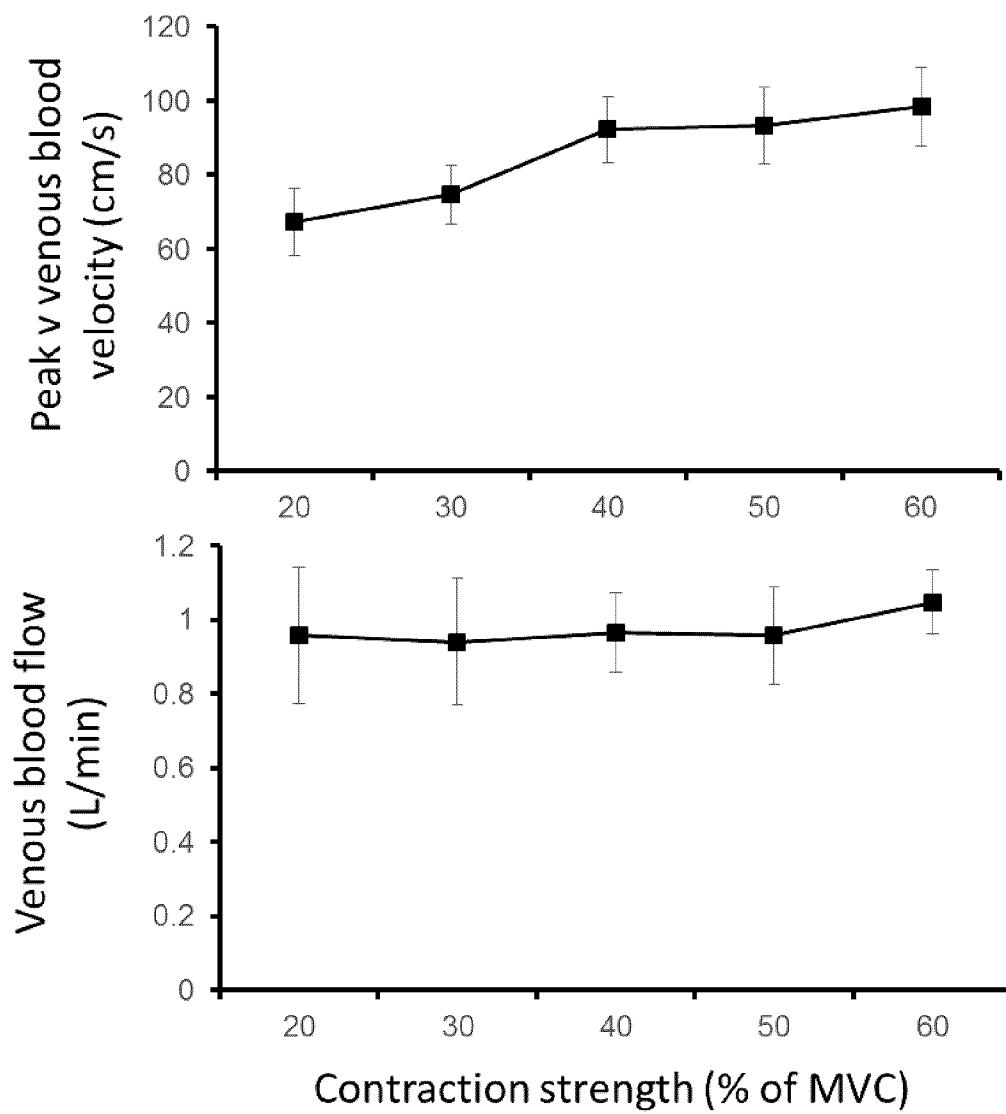 Peak v venous blood
velocity (cm/s)
120
100
80
60
40
20
0
20 30 40 50 60
Venous blood flow
(L/min)
1.2
1
0.8
0.6
0.4
0.2
0
20 30 40 50 60
Contraction strength (% of MVC)